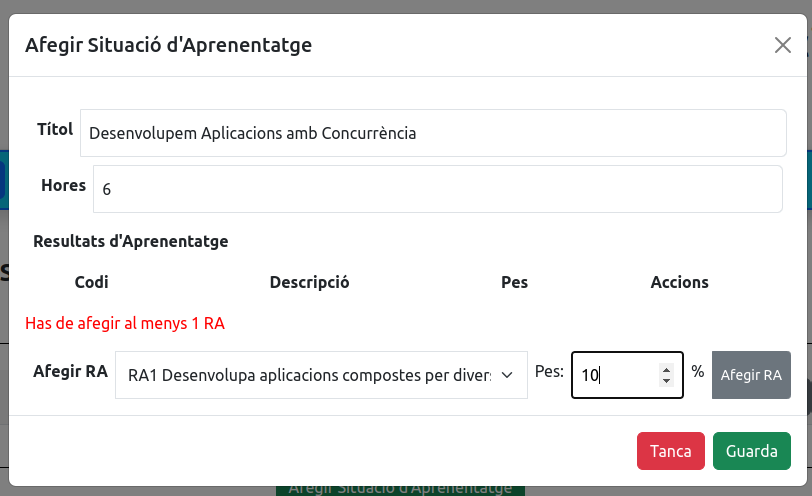 Afegir Situació d'Aprenentatge
Títol Desenvolupem Aplicacions amb Concurrència
Hores 6
Resultats d'Aprenentatge
Codi Descripció Pes Accions
Has de afegir al menys 1 RA
Afegir RA RA1 Desenvolupa aplicacions compostes per Pes: 10 % Afegir RA
Tanca Guarda
Afegir Situació d'Aprenentatge